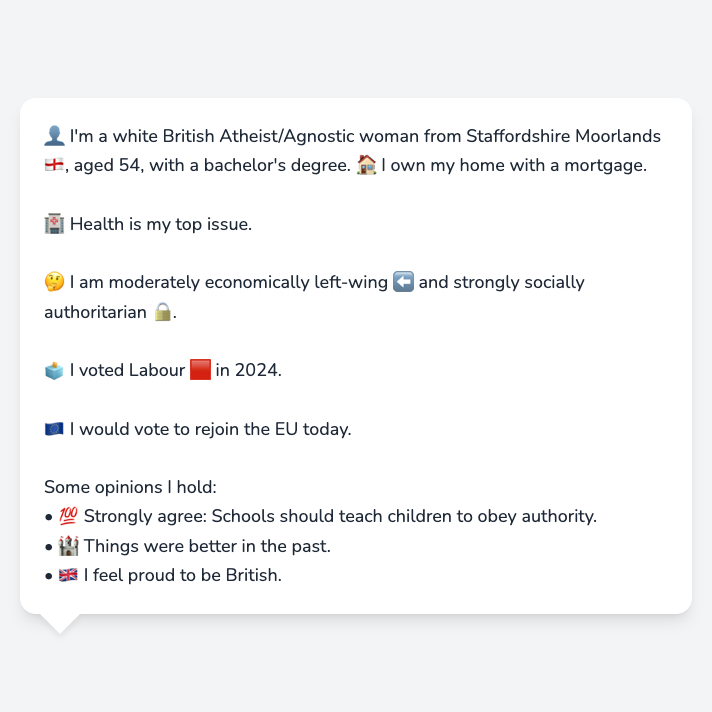 👤 I'm a white British Atheist/Agnostic woman from Staffordshire Moorlands
🏴󠁧󠁢󠁥󠁮󠁧󠁿, aged 54, with a bachelor's degree. 🏠 I own my home with a mortgage.
🏥 Health is my top issue.
🤔 I am moderately economically left-wing ⬅️ and strongly socially
authoritarian 🔒.
🗳️ I voted Labour 🟥 in 2024.
🇪🇺 I would vote to rejoin the EU today.
Some opinions I hold:
• 💯 Strongly agree: Schools should teach children to obey authority.
• 🏰 Things were better in the past.
• 🇬🇧 I feel proud to be British.